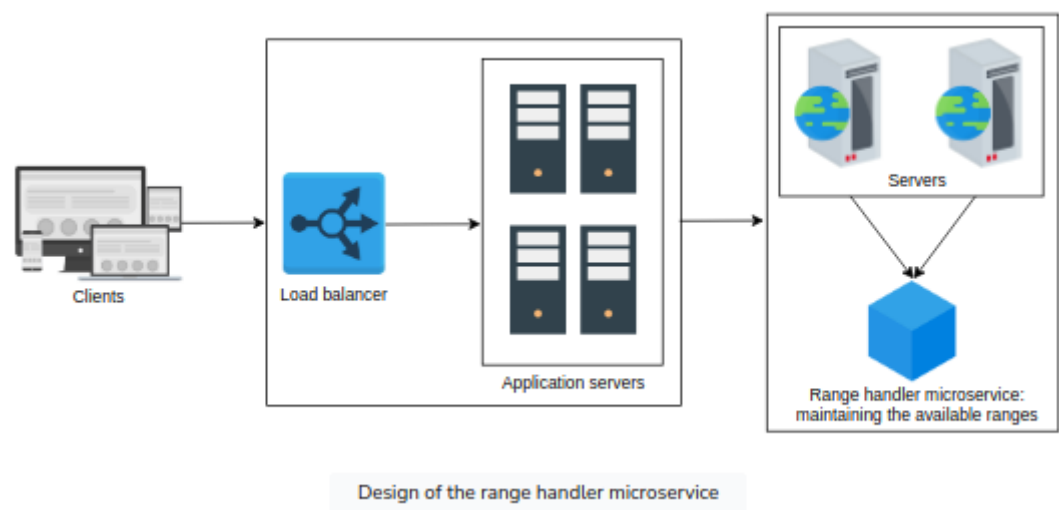 Servers
Clients
Load balancer
Application servers
Range handler microservice:
maintaining the available ranges
Design of the range handler microservice